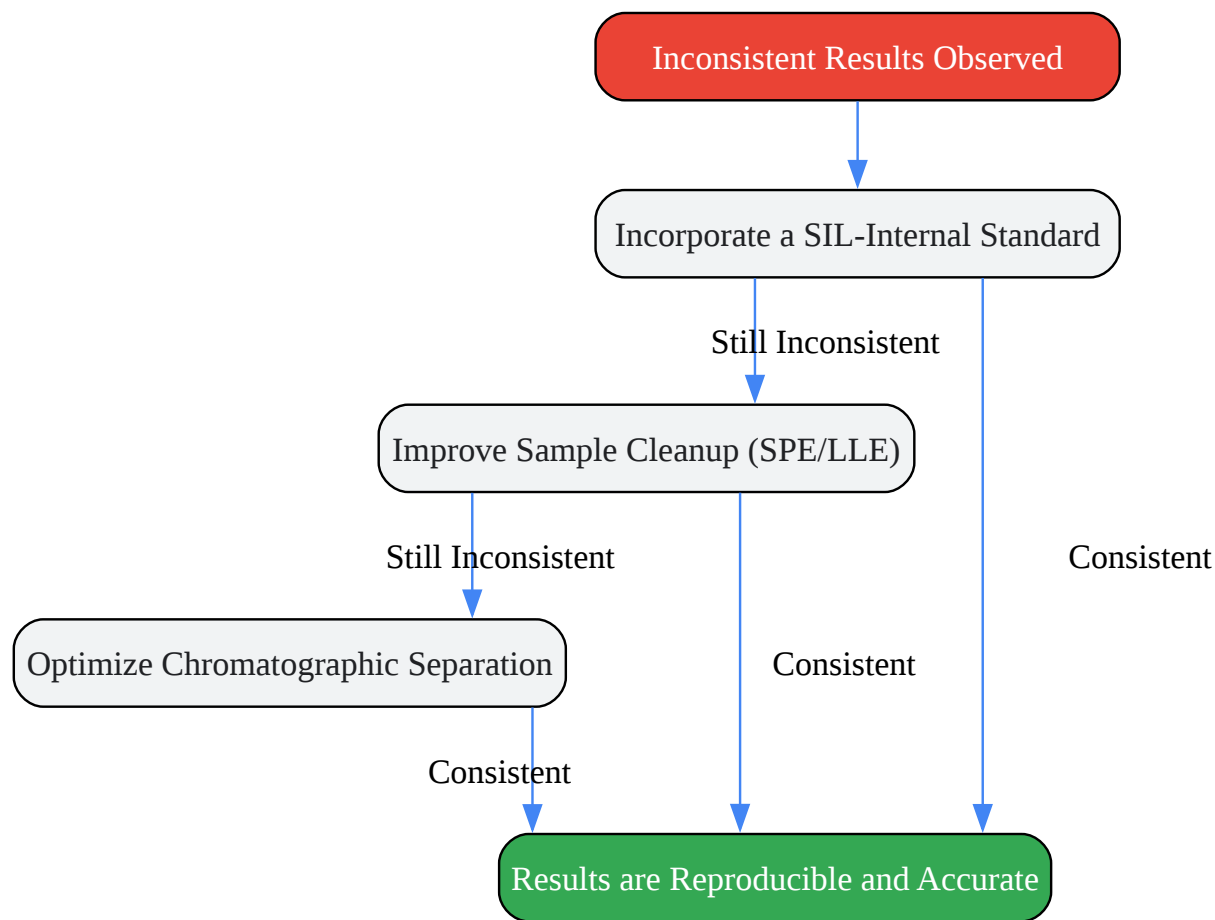 Inconsistent Results Observed
Incorporate a SIL-Internal Standard
Still Inconsistent
Improve Sample Cleanup (SPE/LLE)
Still Inconsistent
Consistent
Optimize Chromatographic Separation
Consistent
Consistent
Results are Reproducible and Accurate